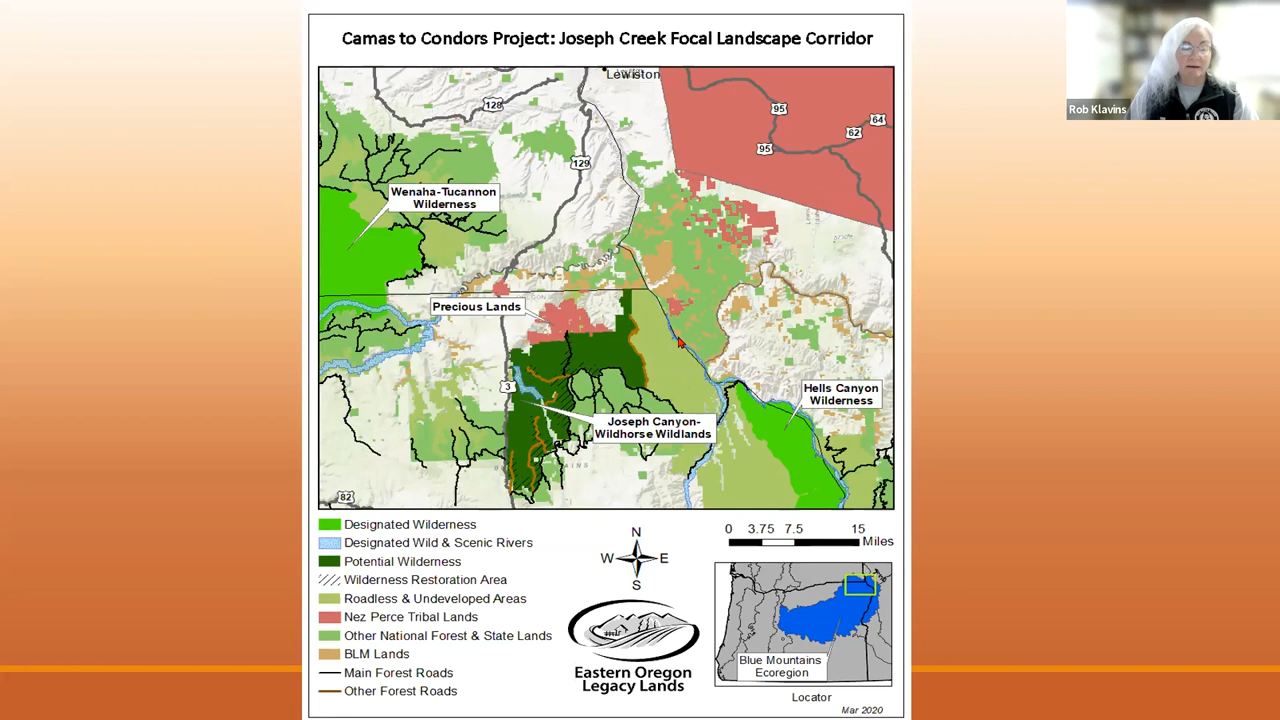 Camas to Condors Project: Joseph Creek Focal Landscape Corridor
Lewiston
128
95
64
62
95
129
Wenaha-Tucannon
Wilderness
Precious Lands
3
Hells Canyon
Wilderness
Joseph Canyon-
Wildhorse Wildlands
82
Designated Wilderness
Designated Wild & Scenic Rivers
Potential Wilderness
Wilderness Restoration Area
Roadless & Undeveloped Areas
Nez Perce Tribal Lands
Other National Forest & State Lands
BLM Lands
Main Forest Roads
Other Forest Roads
N
W E
S
Eastern Oregon
Legacy Lands
0 3.75 7.5 15
Miles
Blue Mountains
Ecoregion
Locator
Mar 2020
Rob Klavins